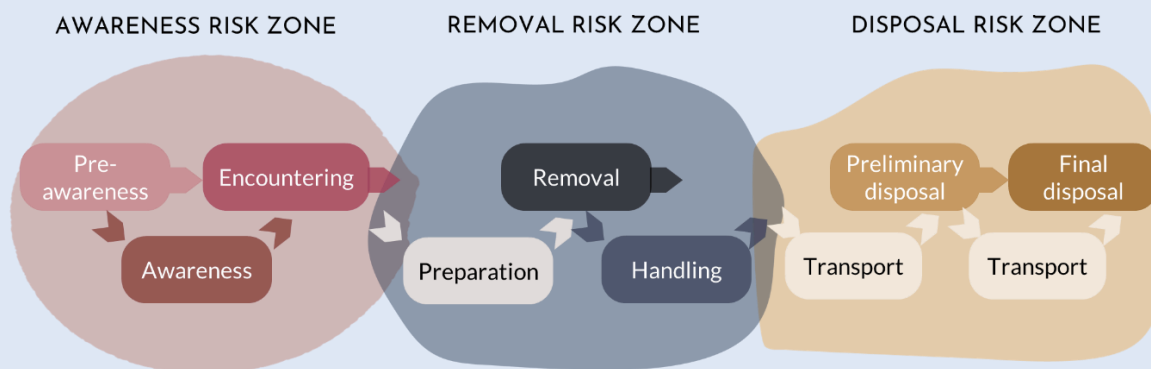 AWARENESS RISK ZONE
REMOVAL RISK ZONE
DISPOSAL RISK ZONE
Pre-
awareness
Encountering
Awareness
Removal
Preparation
Handling
Preliminary
disposal
Final
disposal
Transport
Transport